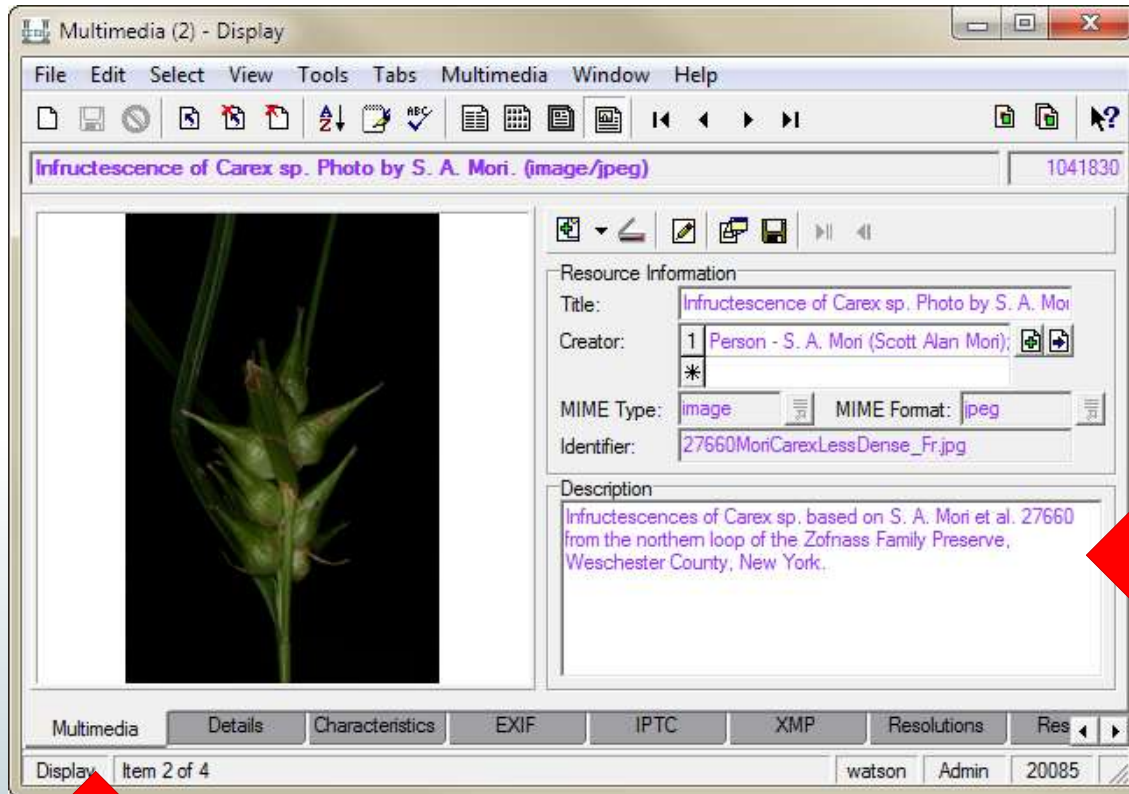 Multimedia (2) - Display
File Edit Select View Tools Tabs Multimedia Window Help
Infructescence of Carex sp. Photo by S. A. Mori. (image/jpeg) 1041830
Resource Information
Title: Infructescence of Carex sp. Photo by S. A. Mor
Creator: 1 Person - S. A. Mori (Scott Alan Mori);
MIME Type: image MIME Format: jpeg
Identifier: 27660MoriCarexLessDense_Fr.jpg
Description
Infructescences of Carex sp. based on S. A. Mori et al. 27660
from the northern loop of the Zofnass Family Preserve,
Weschester County, New York.
Multimedia Details Characteristics EXIF IPTC XMP Resolutions Res
Display Item 2 of 4 watson Admin 20085